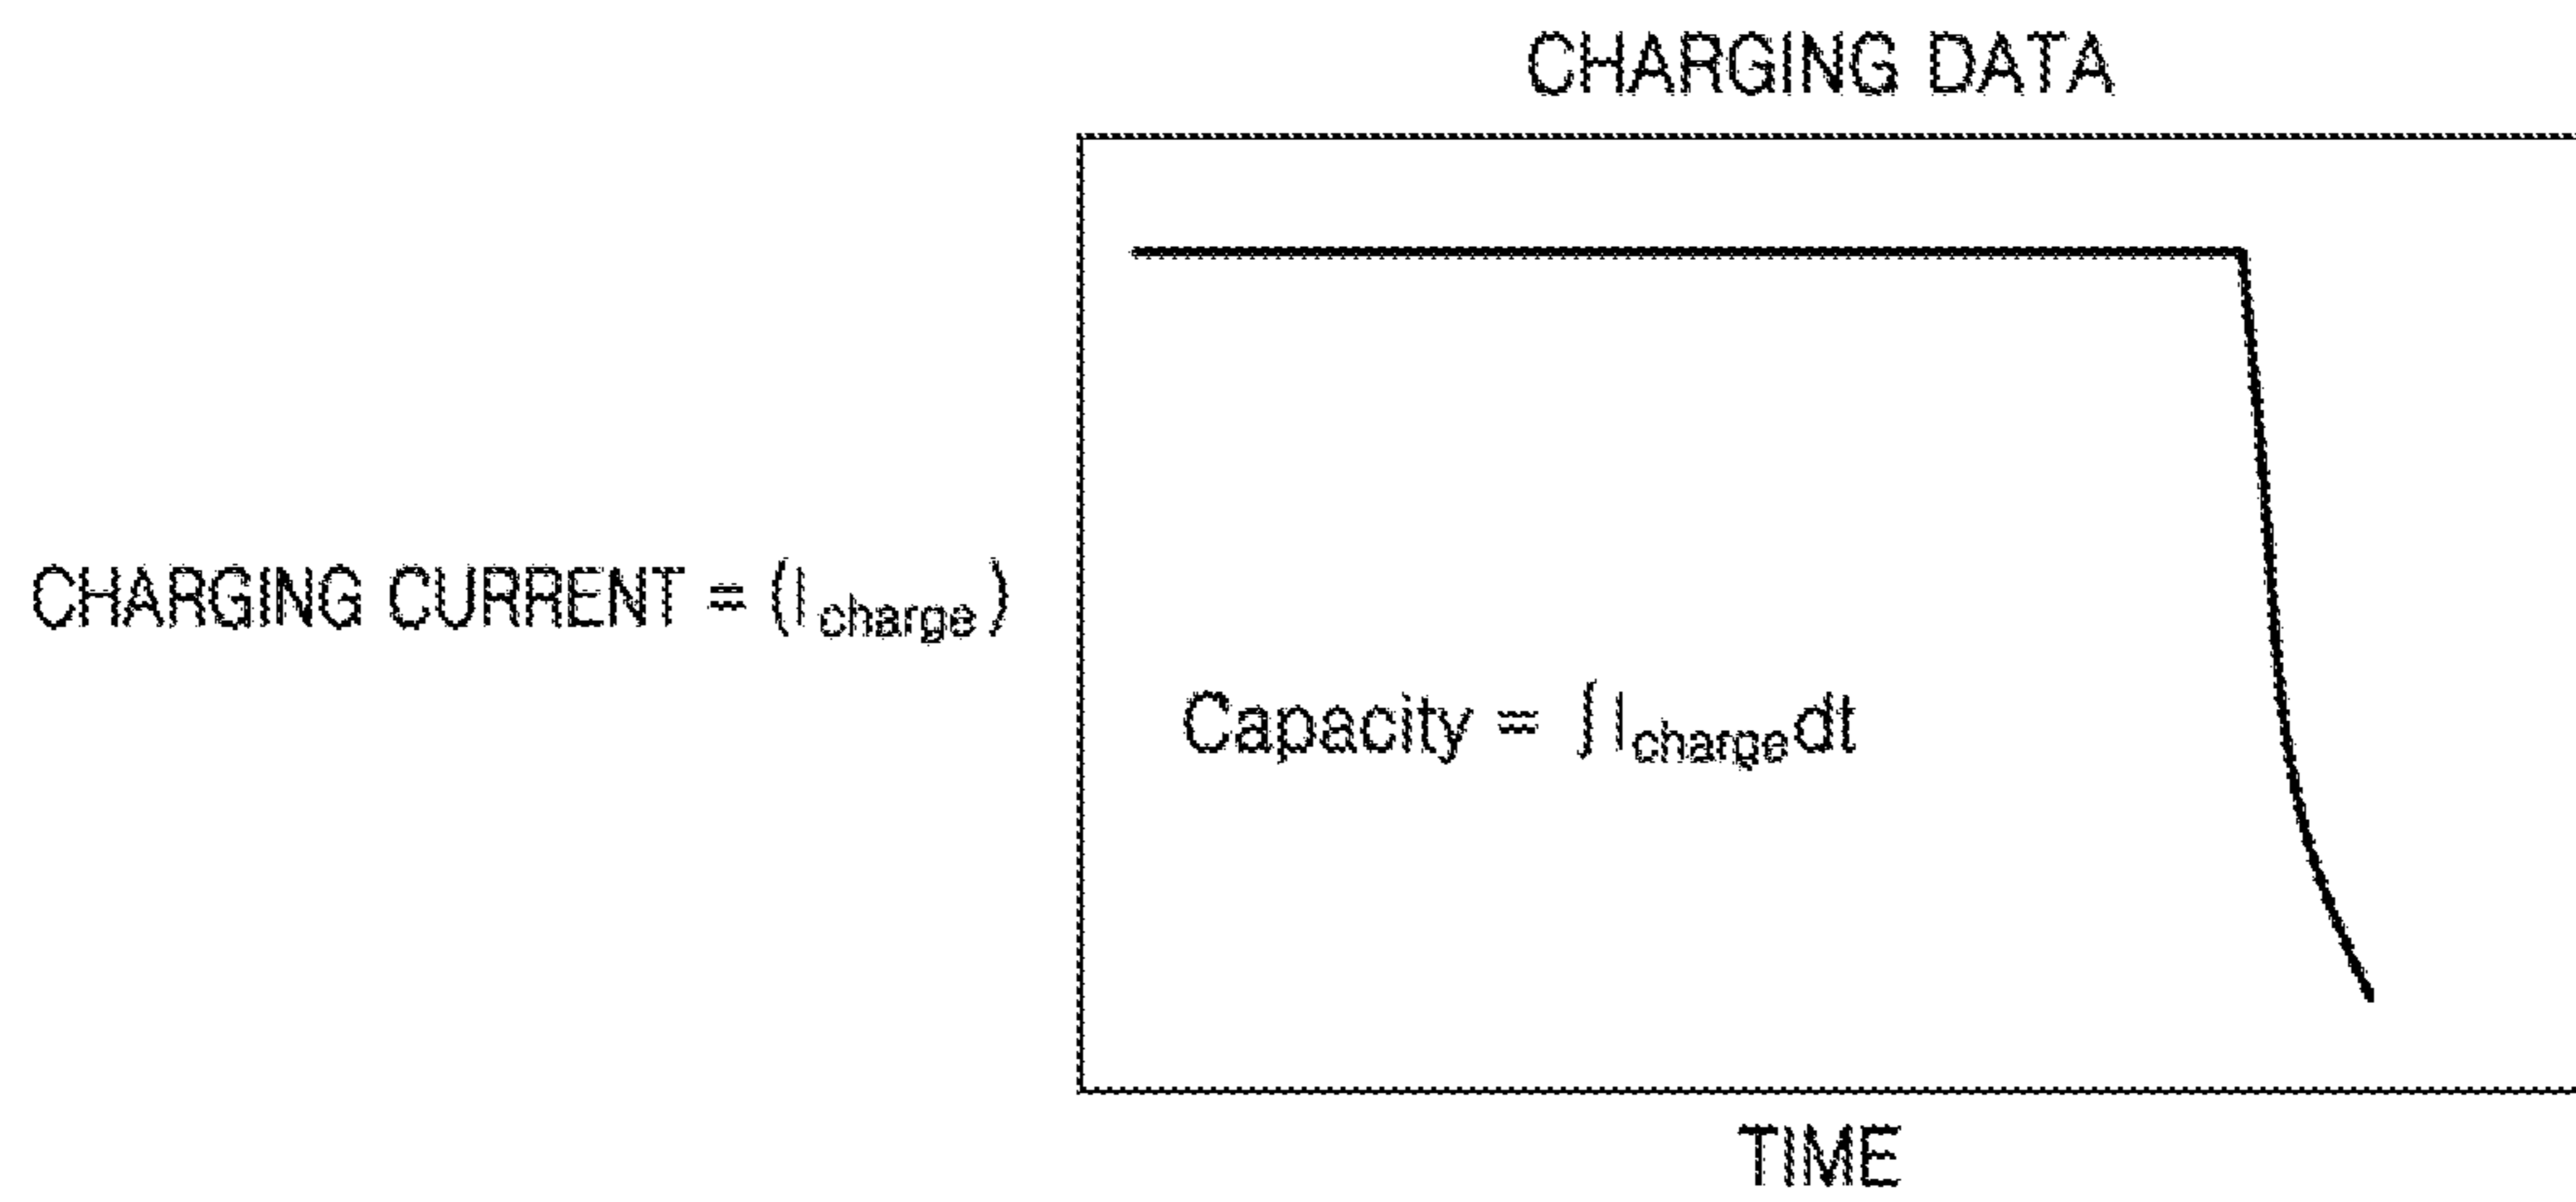 CHARGING DATA
CHARGING CURRENT = (Icharge)
Capacity = ∫Ichargedt
TIME